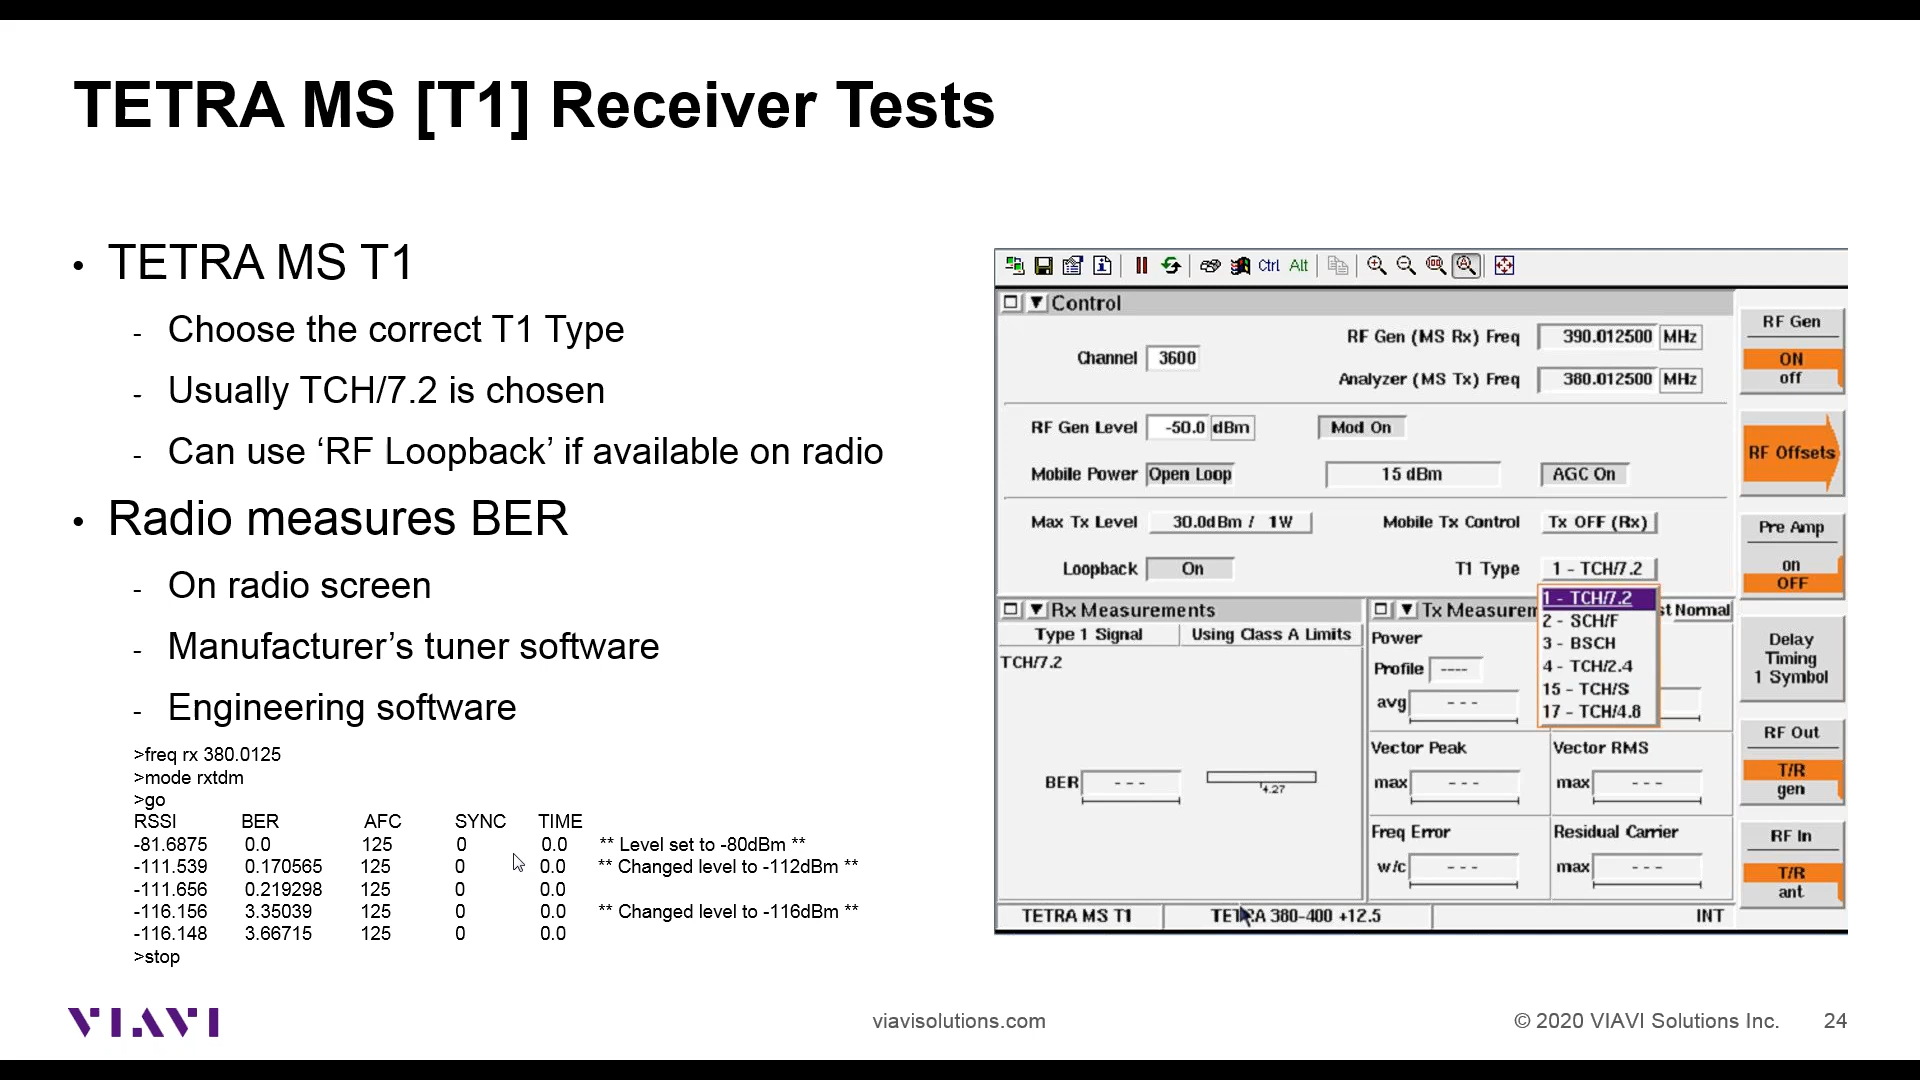 TETRA MS [T1] Receiver Tests
• TETRA MS T1
- Choose the correct T1 Type
- Usually TCH/7.2 is chosen
- Can use ‘RF Loopback’ if available on radio
• Radio measures BER
- On radio screen
- Manufacturer’s tuner software
- Engineering software
>freq rx 380.0125
>mode rxtdm
>go
RSSI BER AFC SYNC TIME
-81.6875 0.0 125 0 0.0 ** Level set to -80dBm **
-111.539 0.170565 125 0 0.0 ** Changed level to -112dBm **
-111.656 0.219298 125 0 0.0
-116.156 3.35039 125 0 0.0 ** Changed level to -116dBm **
-116.148 3.66715 125 0 0.0
>stop
Ctrl Alt
Control
RF Gen (MS Rx) Freq 390.012500 MHz
Channel 3600
Analyzer (MS Tx) Freq 380.012500 MHz
RF Gen Level -50.0 dBm Mod On
Mobile Power Open Loop 15 dBm AGC On
Max Tx Level 30.0dBm / 1W Mobile Tx Control Tx OFF (Rx)
Loopback On T1 Type 1 - TCH/7.2
1 - TCH/7.2
2 - SCH/F
3 - BSCH
4 - TCH/2.4
15 - TCH/S
17 - TCH/4.8
Rx Measurements
Type 1 Signal Using Class A Limits
TCH/7.2
BER - - -
4.27
Tx Measurem st Normal
Power
Profile ----
avg - - -
Vector Peak Vector RMS
max - - - max - - -
Freq Error Residual Carrier
w/c - - - max - - -
TETRA MS T1 TETRA 380-400 +12.5 INT
RF Gen
ON
off
RF Offsets
Pre Amp
on
OFF
Delay
Timing
1 Symbol
RF Out
T/R
gen
RF In
T/R
ant
VIAVI
viavisolutions.com
© 2020 VIAVI Solutions Inc. 24